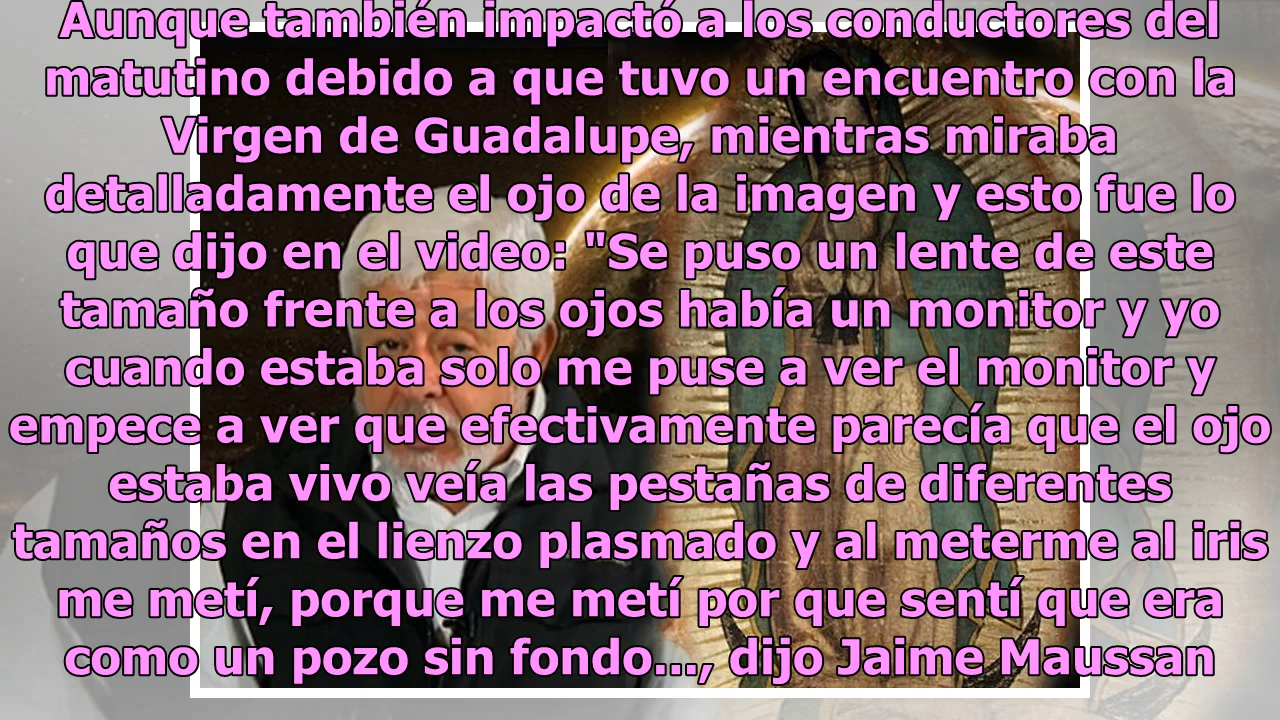 Aunque también impactó a los conductores del
matutino debido a que tuvo un encuentro con la
Virgen de Guadalupe, mientras miraba
detalladamente el ojo de la imagen y esto fue lo
que dijo en el video: "Se puso un lente de este
tamaño frente a los ojos había un monitor y yo
cuando estaba solo me puse a ver el monitor y
empece a ver que efectivamente parecía que el ojo
estaba vivo veía las pestañas de diferentes
tamaños en el lienzo plasmado y al meterme al iris
me metí, porque me metí por que sentí que era
como un pozo sin fondo..., dijo Jaime Maussan